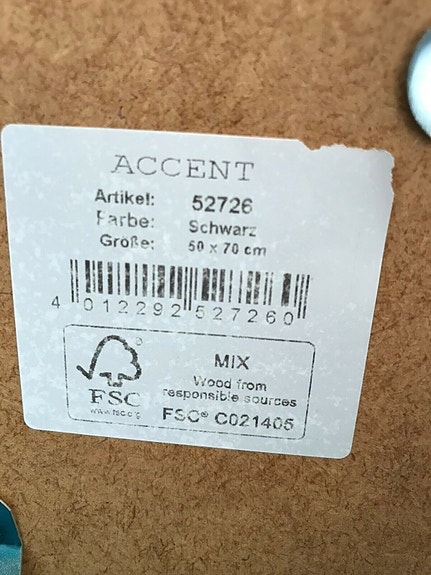 ACCENT
Artikel: 52726
Farbe: Schwarz
Größe: 50 x 70 cm
4 012292 527260
FSC®
www.fsc.org
MIX
Wood from
responsible sources
FSC® C021405